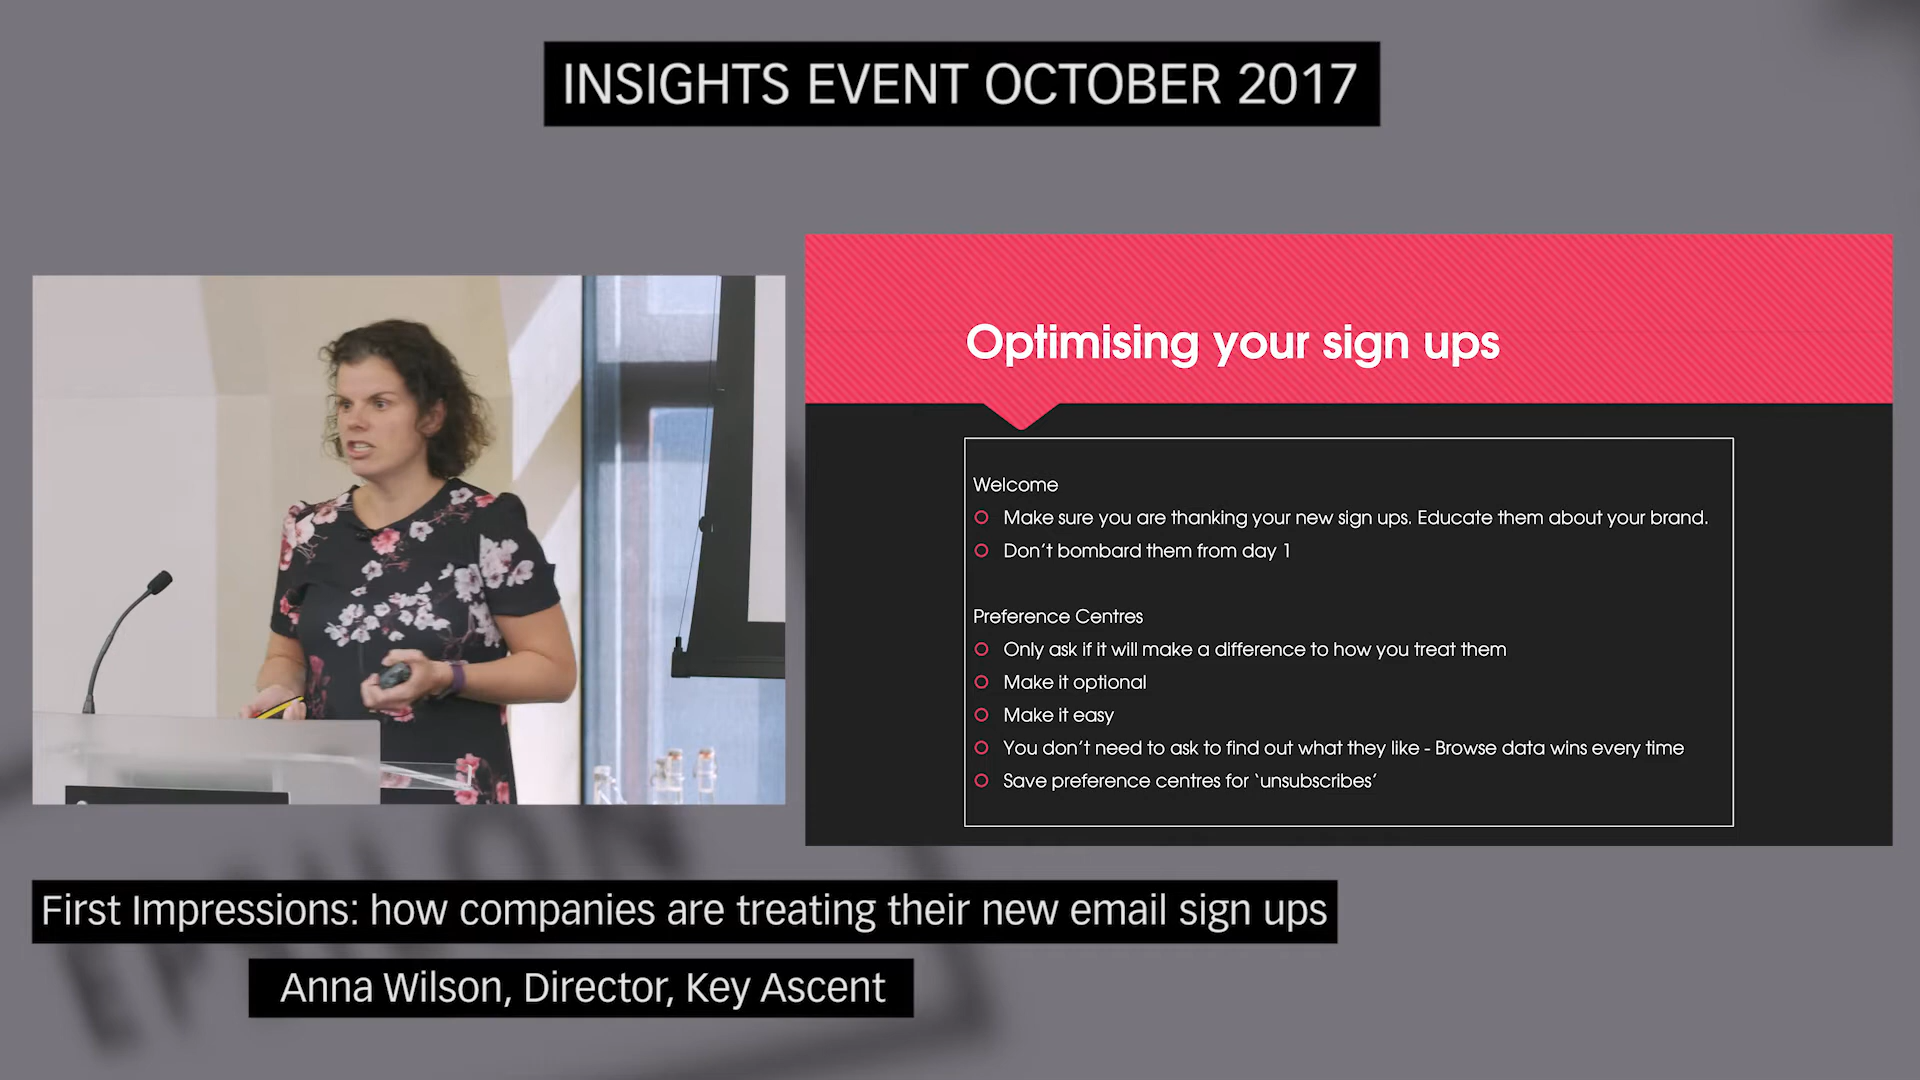 INSIGHTS EVENT OCTOBER 2017
Optimising your sign ups
Welcome
Make sure you are thanking your new sign ups. Educate them about your brand.
Don't bombard them from day 1
Preference Centres
Only ask if it will make a difference to how you treat them
Make it optional
Make it easy
You don't need to ask to find out what they like - Browse data wins every time
Save preference centres for ‘unsubscribes’
EPSILON
First Impressions: how companies are treating their new email sign ups
Anna Wilson, Director, Key Ascent